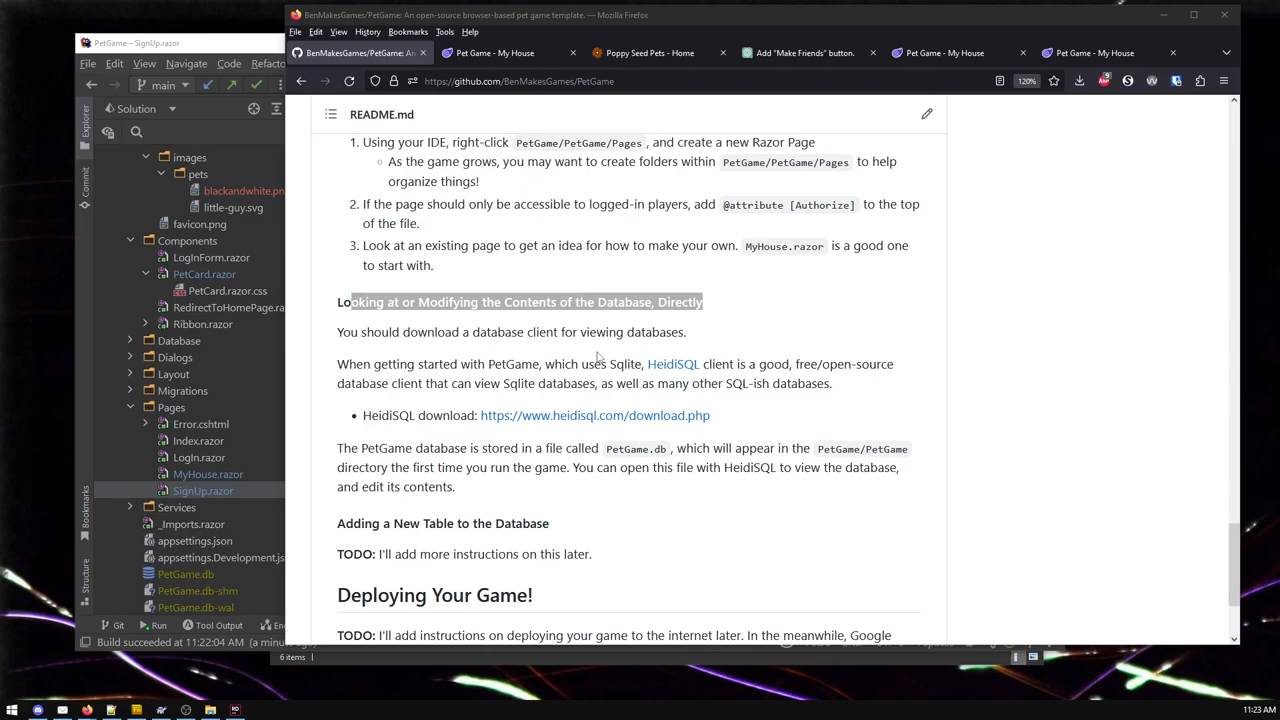 BenMakesGames/PetGame: An open-source browser-based pet game template. — Mozilla Firefox
PetGame – SignUp.razor
File Edit View History Bookmarks Tools Help
BenMakesGames/PetGame: An
Pet Game - My House
Poppy Seed Pets - Home
Add "Make Friends" button.
Pet Game - My House
Pet Game - My House
File Edit View Navigate Code Refacto
main
https://github.com/BenMakesGames/PetGame
120%
Solution
Explorer
Commit
Bookmarks
Structure
images
pets
blackandwhite.pn
little-guy.svg
favicon.png
Components
LogInForm.razor
PetCard.razor
PetCard.razor.css
RedirectToHomePage.ra
Ribbon.razor
Database
Dialogs
Layout
Migrations
Pages
Error.cshtml
Index.razor
LogIn.razor
MyHouse.razor
SignUp.razor
Services
_Imports.razor
appsettings.json
appsettings.Development.js
PetGame.db
PetGame.db-shm
PetGame.db-wal
Git Run Tool Output
Build succeeded at 11:22:04 AM (a minute ago)
README.md
1. Using your IDE, right-click PetGame/PetGame/Pages , and create a new Razor Page
As the game grows, you may want to create folders within PetGame/PetGame/Pages to help
organize things!
2. If the page should only be accessible to logged-in players, add @attribute [Authorize] to the top
of the file.
3. Look at an existing page to get an idea for how to make your own. MyHouse.razor is a good one
to start with.
Looking at or Modifying the Contents of the Database, Directly
You should download a database client for viewing databases.
When getting started with PetGame, which uses Sqlite, HeidiSQL client is a good, free/open-source
database client that can view Sqlite databases, as well as many other SQL-ish databases.
• HeidiSQL download: https://www.heidisql.com/download.php
The PetGame database is stored in a file called PetGame.db , which will appear in the PetGame/PetGame
directory the first time you run the game. You can open this file with HeidiSQL to view the database,
and edit its contents.
Adding a New Table to the Database
TODO: I'll add more instructions on this later.
Deploying Your Game!
TODO: I'll add instructions on deploying your game to the internet later. In the meanwhile, Google
6 items
11:23 AM